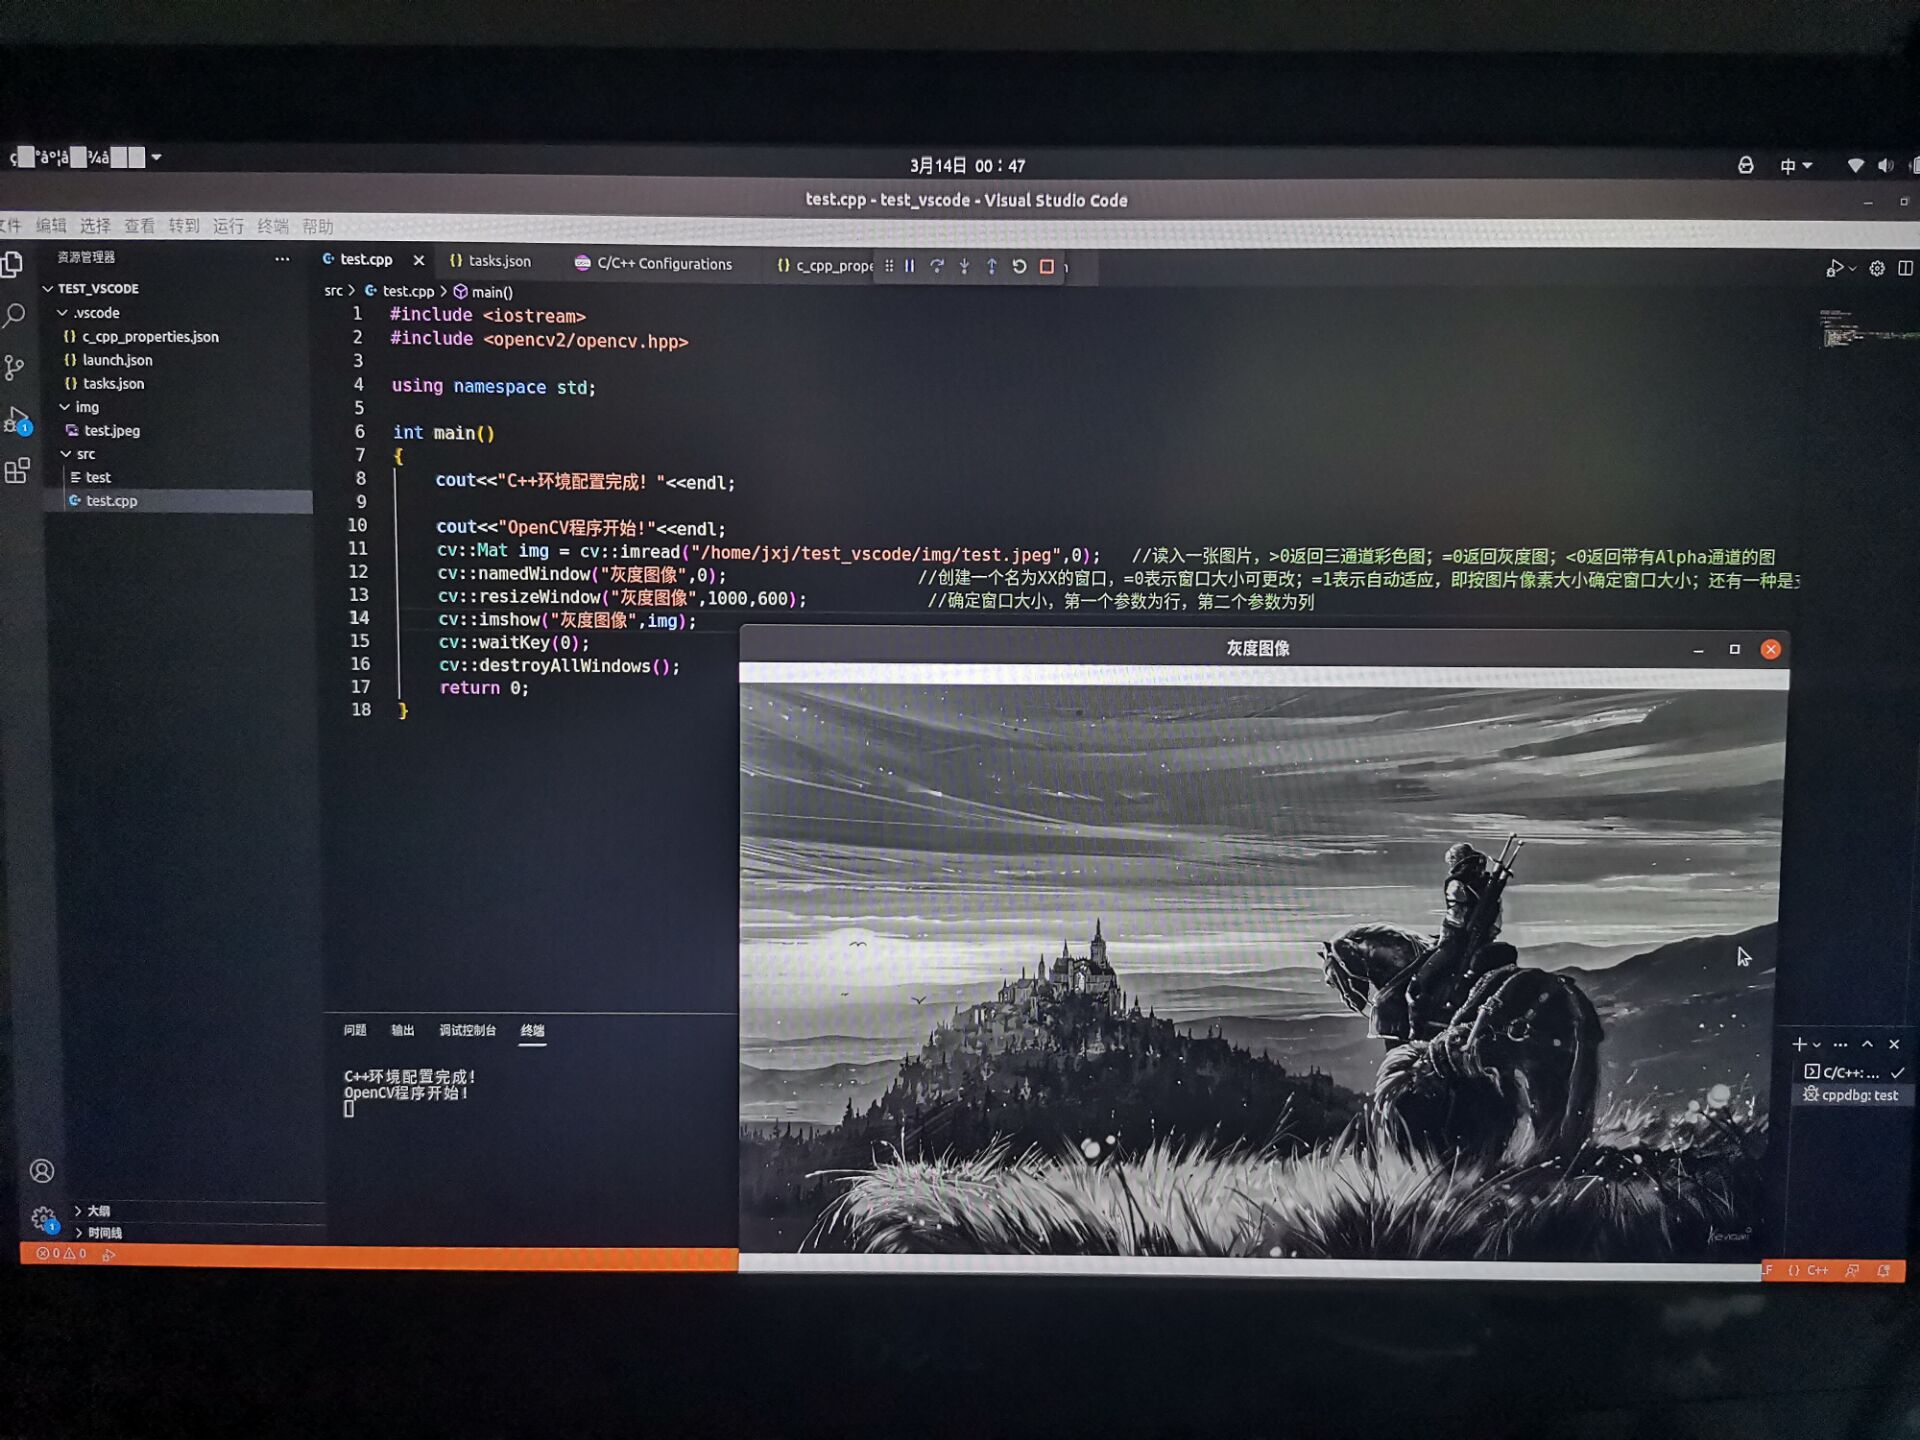 3月14日 00：47
中
test.cpp - test_vscode - Visual Studio Code
文件 编辑 选择 查看 转到 运行 终端 帮助
资源管理器
test.cpp
tasks.json
C/C++ Configurations
c_cpp_prope
TEST_VSCODE
.vscode
c_cpp_properties.json
launch.json
tasks.json
img
test.jpeg
src
test
test.cpp
src > test.cpp > main()
1 #include <iostream>
2 #include <opencv2/opencv.hpp>
3
4 using namespace std;
5
6 int main()
7 {
8 cout<<"C++环境配置完成！"<<endl;
9
10 cout<<"OpenCV程序开始!"<<endl;
11 cv::Mat img = cv::imread("/home/jxj/test_vscode/img/test.jpeg",0); //读入一张图片，>0返回三通道彩色图；=0返回灰度图；<0返回带有Alpha通道的图
12 cv::namedWindow("灰度图像",0); //创建一个名为XX的窗口，=0表示窗口大小可更改；=1表示自动适应，即按图片像素大小确定窗口大小；还有一种是
13 cv::resizeWindow("灰度图像",1000,600); //确定窗口大小，第一个参数为行，第二个参数为列
14 cv::imshow("灰度图像",img);
15 cv::waitKey(0);
16 cv::destroyAllWindows();
17 return 0;
18 }
灰度图像
问题 输出 调试控制台 终端
C++环境配置完成！
OpenCV程序开始!
C/C++: ...
cppdbg: test
大纲
时间线
0 0
LF {} C++